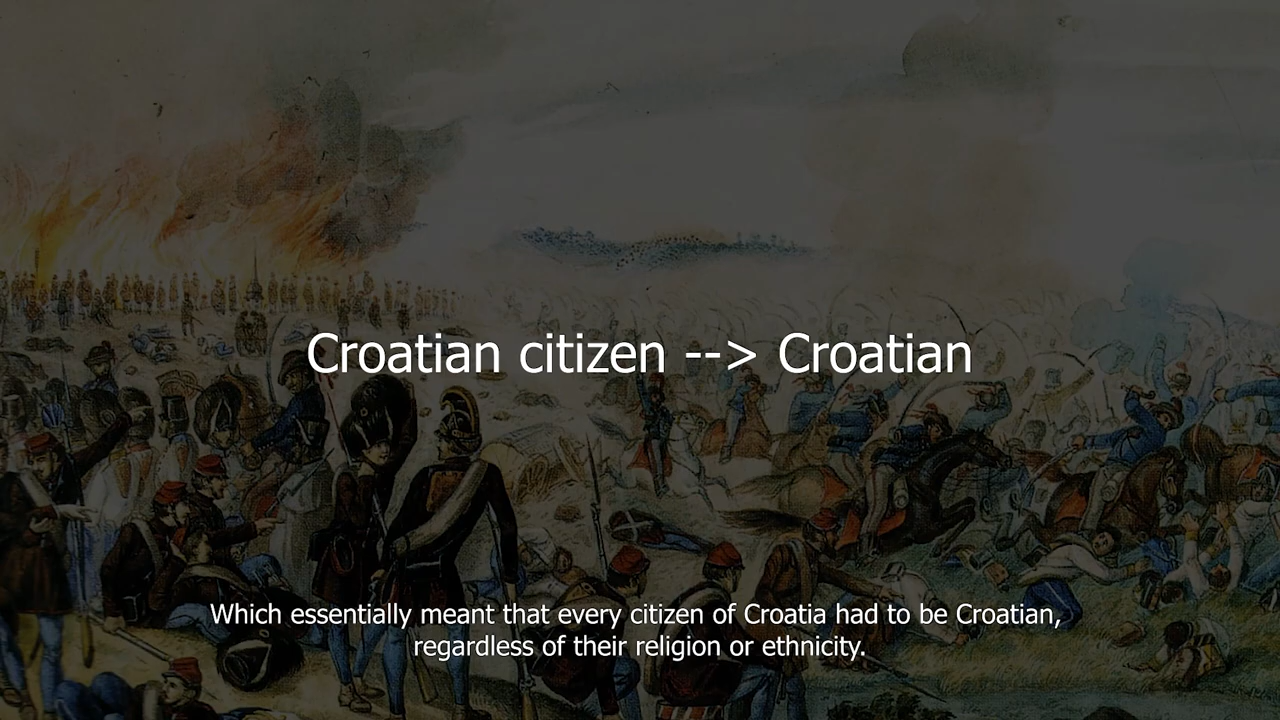 Croatian citizen --> Croatian
Which essentially meant that every citizen of Croatia had to be Croatian,
regardless of their religion or ethnicity.